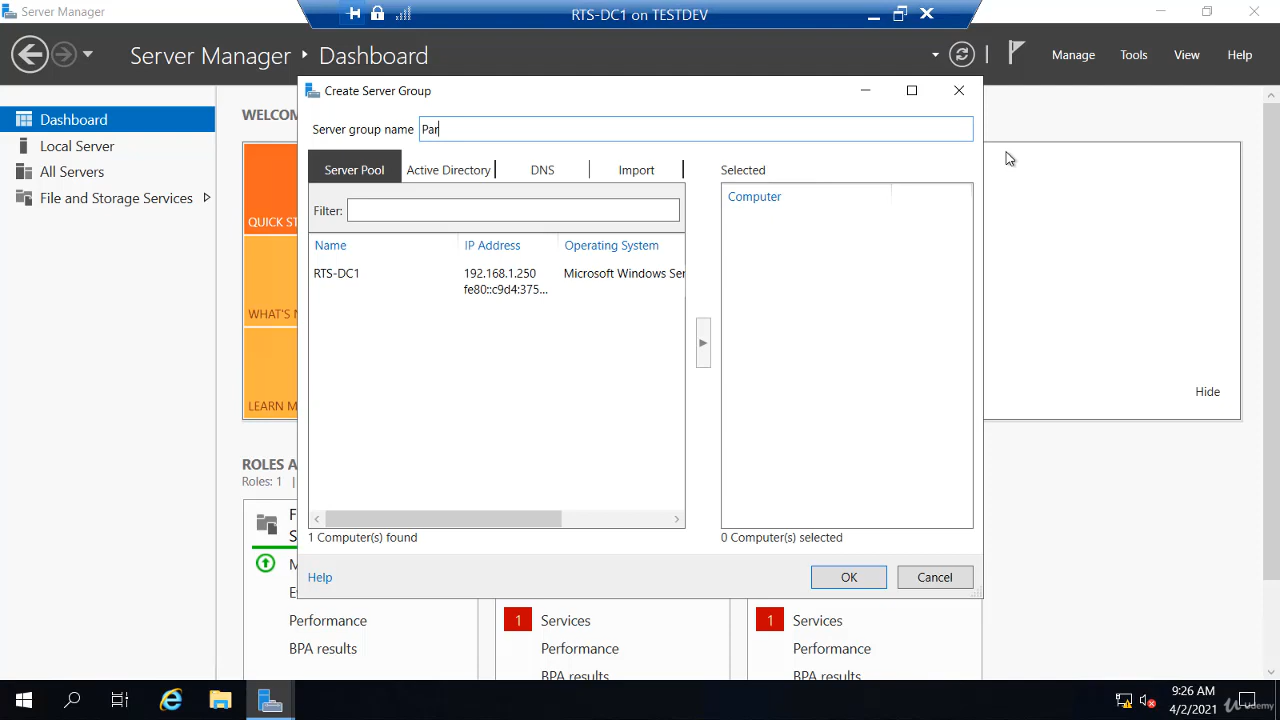 Server Manager
RTS-DC1 on TESTDEV
Server Manager ▸ Dashboard
Manage
Tools
View
Help
Dashboard
Local Server
All Servers
File and Storage Services
WELCOM
QUICK ST
WHAT'S N
LEARN M
Hide
ROLES A
Roles: 1 |
F
S
M
E
Performance
BPA results
1 Services
Performance
BPA results
1 Services
Performance
BPA results
Create Server Group
Server group name Par
Server Pool
Active Directory
DNS
Import
Filter:
Name IP Address Operating System
RTS-DC1 192.168.1.250 Microsoft Windows Ser
fe80::c9d4:375...
1 Computer(s) found
Selected
Computer
0 Computer(s) selected
Help
OK
Cancel
9:26 AM
4/2/2021
Udemy